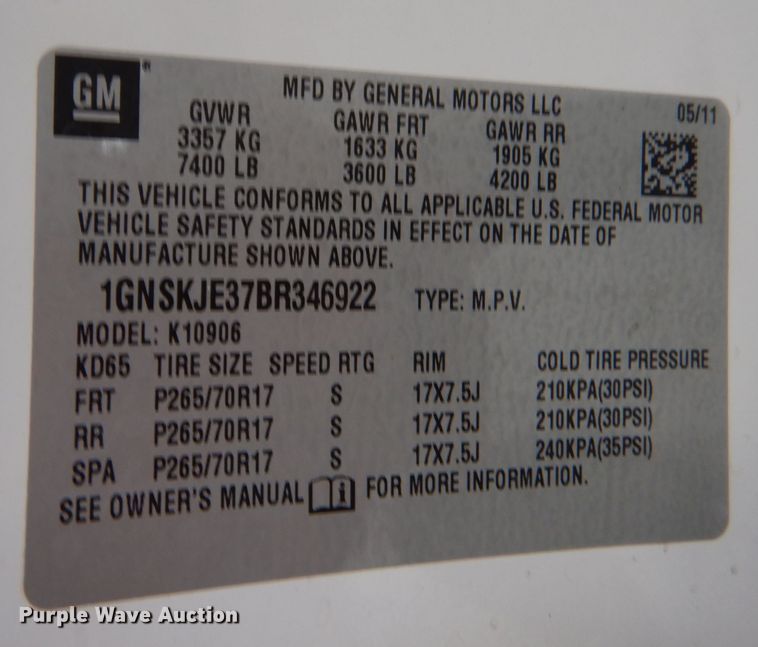 GM
MFD BY GENERAL MOTORS LLC 05/11
GVWR GAWR FRT GAWR RR
3357 KG 1633 KG 1905 KG
7400 LB 3600 LB 4200 LB
THIS VEHICLE CONFORMS TO ALL APPLICABLE U.S. FEDERAL MOTOR
VEHICLE SAFETY STANDARDS IN EFFECT ON THE DATE OF
MANUFACTURE SHOWN ABOVE.
1GNSKJE37BR346922 TYPE: M.P.V.
MODEL: K10906
KD65 TIRE SIZE SPEED RTG RIM COLD TIRE PRESSURE
FRT P265/70R17 S 17X7.5J 210KPA(30PSI)
RR P265/70R17 S 17X7.5J 210KPA(30PSI)
SPA P265/70R17 S 17X7.5J 240KPA(35PSI)
SEE OWNER'S MANUAL i FOR MORE INFORMATION.
Purple Wave Auction